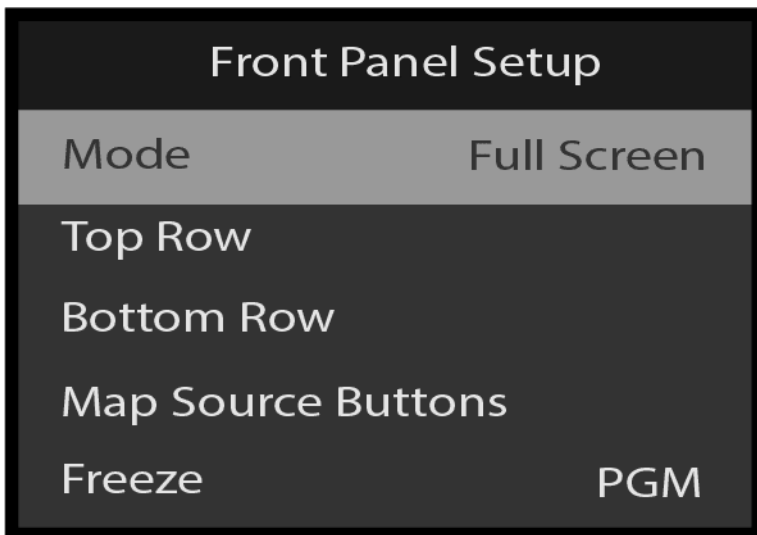 Front Panel Setup
Mode Full Screen
Top Row
Bottom Row
Map Source Buttons
Freeze PGM